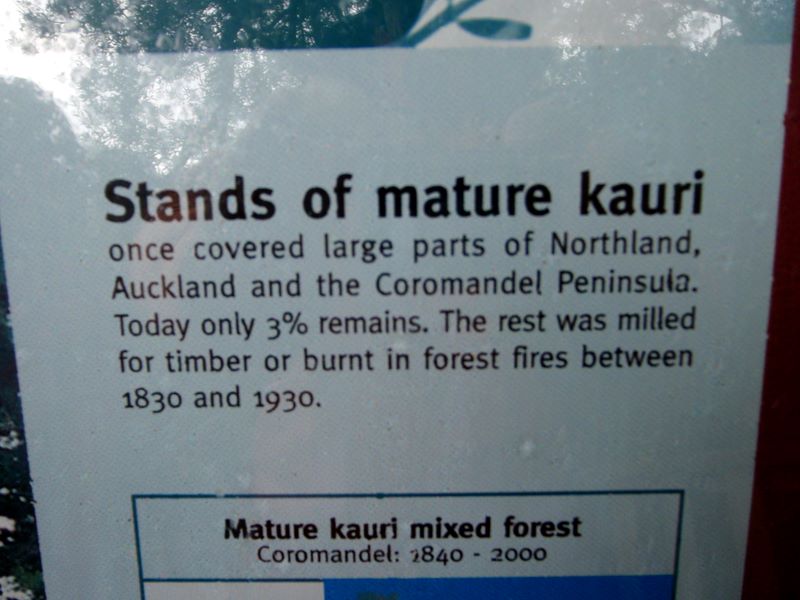 Stands of mature kauri
once covered large parts of Northland,
Auckland and the Coromandel Peninsula.
Today only 3% remains. The rest was milled
for timber or burnt in forest fires between
1830 and 1930.
Mature kauri mixed forest
Coromandel: 1840 - 2000